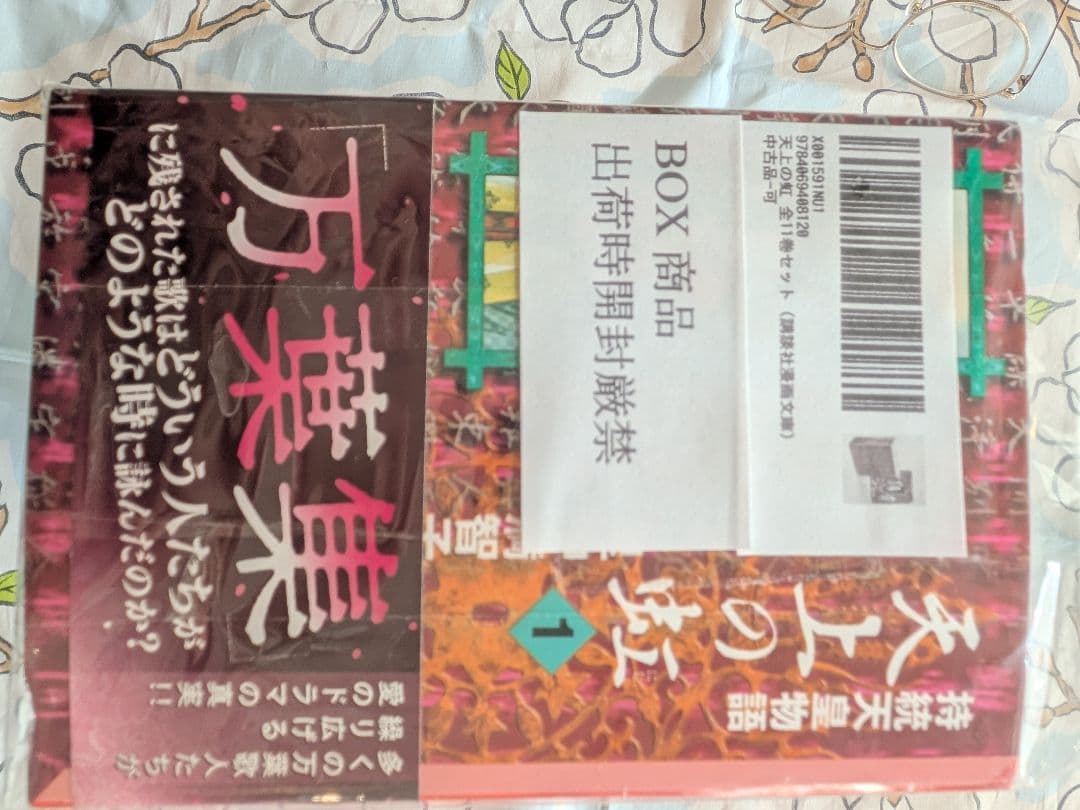 持統天皇物語
天上の虹
1
X001591NU1
9784069408120
天上の虹 全11巻セット (講談社漫画文庫)
中古品-可
BOX 商品
出荷時開封厳禁
智子
「万葉集
に残された歌はどういう人たちが
どのような時に詠んだのか?
多くの万葉歌人たちが
繰り広げる
愛のドラマの真実!!